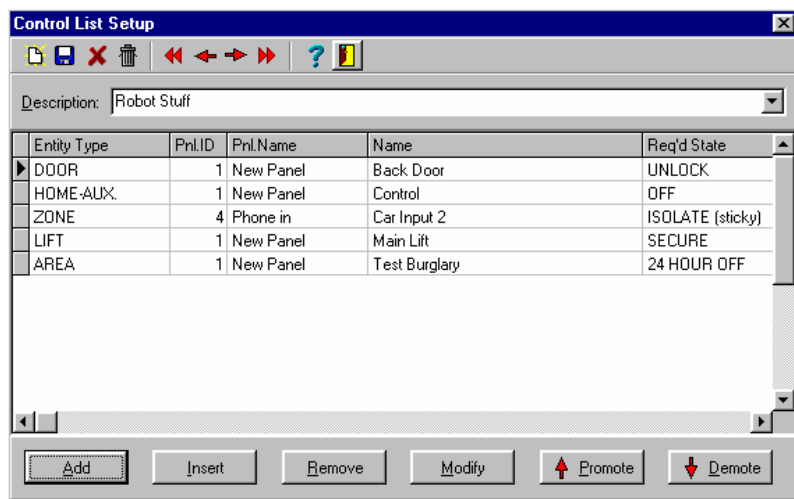 Control List Setup
Description: Robot Stuff
Entity Type Pnl.ID Pnl.Name Name Req'd State
DOOR 1 New Panel Back Door UNLOCK
HOME-AUX. 1 New Panel Control OFF
ZONE 4 Phone in Car Input 2 ISOLATE (sticky)
LIFT 1 New Panel Main Lift SECURE
AREA 1 New Panel Test Burglary 24 HOUR OFF
Add Insert Remove Modify Promote Demote